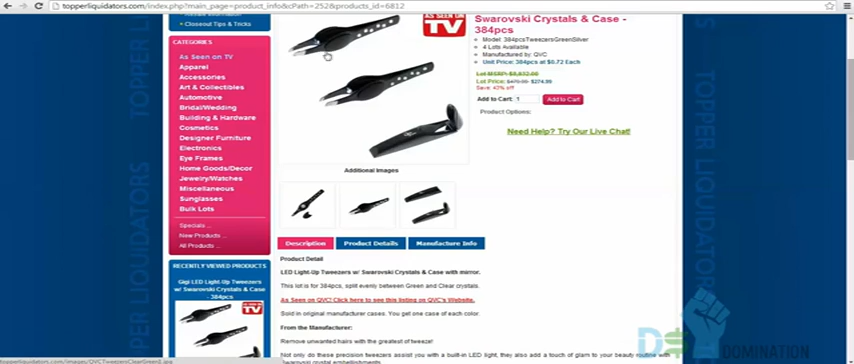 topperliquidators.com/index.php?main_page=product_info&cPath=252&products_id=6812
• Closeout Tips & Tricks
CATEGORIES
As Seen on TV
Apparel
Accessories
Art & Collectibles
Automotive
Bridal/Wedding
Building & Hardware
Cosmetics
Designer Furniture
Electronics
Eye Frames
Home Goods/Decor
Jewelry/Watches
Miscellaneous
Sunglasses
Bulk Lots
Specials ...
New Products ...
All Products ...
RECENTLY VIEWED PRODUCTS
Gigi LED Light-Up Tweezers
w/ Swarovski Crystals & Case
- 384pcs
AS SEEN ON
TV
AS SEEN ON
TV
Additional Images
Swarovski Crystals & Case -
384pcs
Model: 384pcsTweezersGreenSilver
4 Lots Available
Manufactured by: QVC
Unit Price: 384pcs at $0.72 Each
Lot Price: $274.99
Save: 42% off
Add to Cart: 1 Add to Cart
Product Options:
Need Help? Try Our Live Chat!
Description Product Details Manufacture Info
Product Detail
LED Light-Up Tweezers w/ Swarovski Crystals & Case with mirror.
This lot is for 384pcs, split evenly between Green and Clear crystals.
As Seen on QVC! Click here to see this listing on QVC's Website.
Sold in original manufacturer cases. You get one case of each color.
From the Manufacturer:
Remove unwanted hairs with the greatest of tweeze!
Not only do these precision tweezers assist you with a built-in LED light, they also add a touch of glam to your beauty routine with
Swarovski crystal embellishments.
TOPPER LIQUIDATORS
TOPPER LIQUIDATORS
DOMINATION